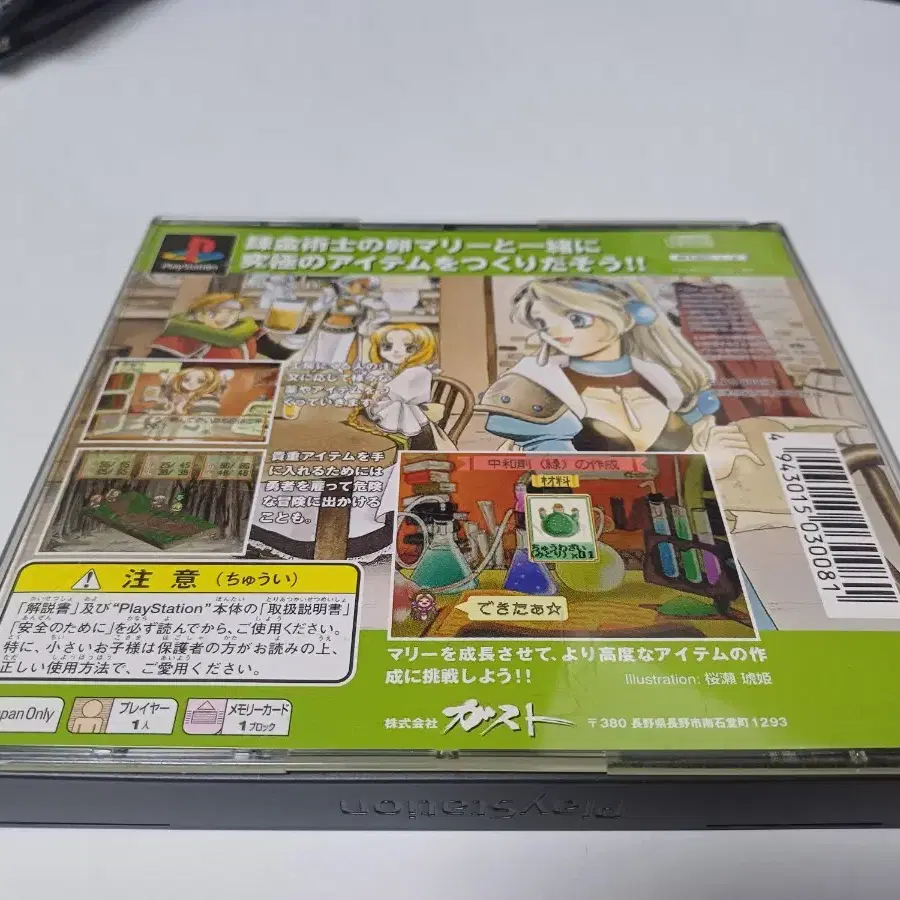 錬金術士の卵マリーと一緒に
究極のアイテムをつくりだそう!!
PlayStation
貴重アイテムを手
に入れるためには
勇者を雇って危険
な冒険に出かける
ことも。
中和剤(緑)の作成
材料
できたぁ☆
マリーを成長させて、より高度なアイテムの作
成に挑戦しよう!!
Illustration: 桜瀬 琥姫
4 943015 030081
注意(ちゅうい)
「解説書」及び"PlayStation"本体の「取扱説明書」
「安全のために」を必ず読んでから、ご使用ください。
特に、小さいお子様は保護者の方がお読みの上、
正しい使用方法で、ご愛用ください。
pan Only
プレイヤー
1人
メモリーカード
1ブロック
株式会社 ガスト 〒380 長野県長野市南石堂町1293
PlayStation